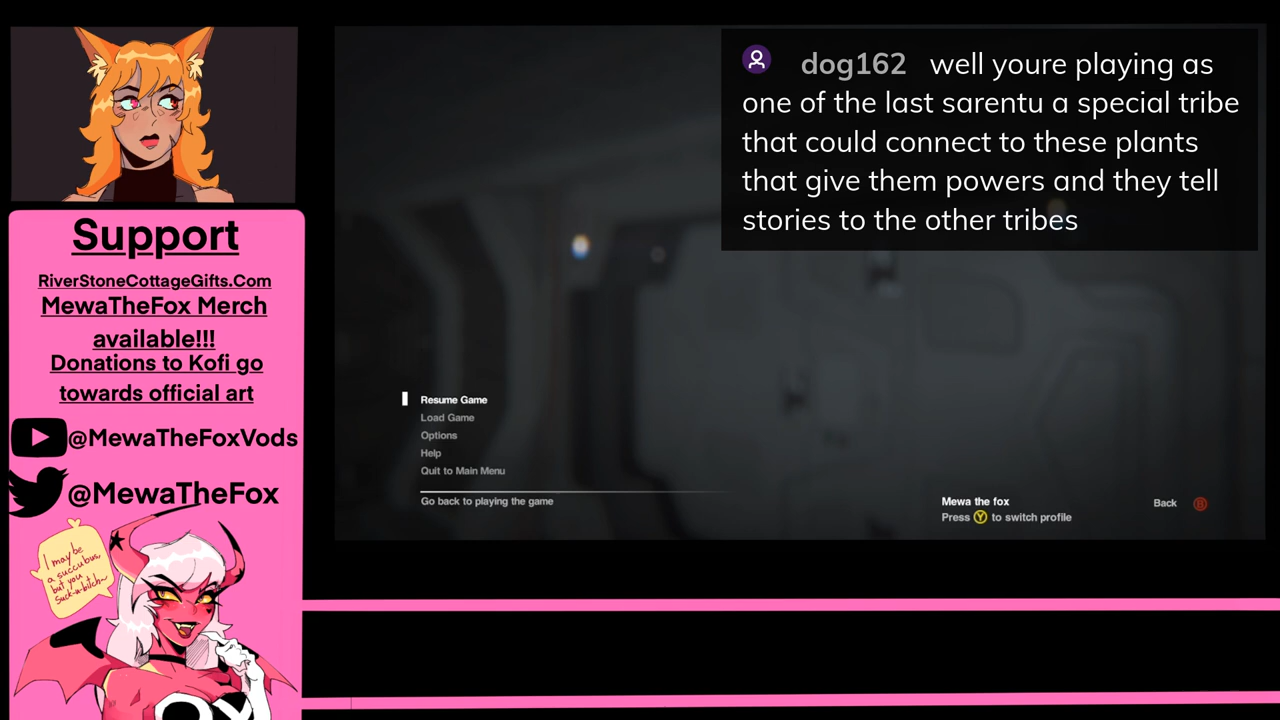 dog162 well youre playing as
one of the last sarentu a special tribe
that could connect to these plants
that give them powers and they tell
stories to the other tribes
Support
RiverStoneCottageGifts.Com
MewaTheFox Merch
available!!!
Donations to Kofi go
towards official art
@MewaTheFoxVods
@MewaTheFox
I maybe
a succubus,
but you
suck-a-bitch~
Resume Game
Load Game
Options
Help
Quit to Main Menu
Go back to playing the game
Mewa the fox
Press Y to switch profile
Back B